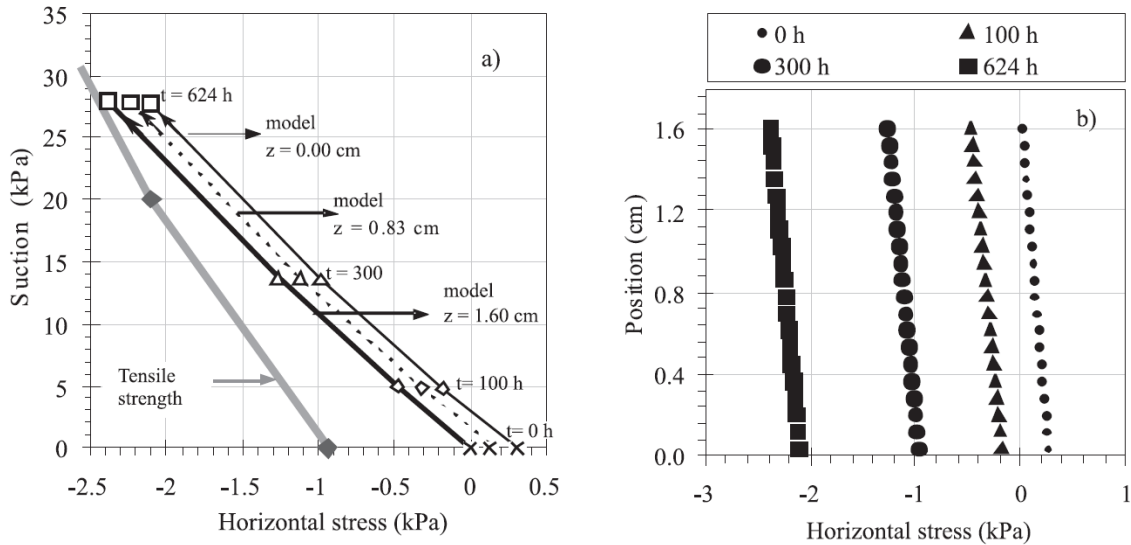 35
30
25
20
15
10
5
0
Suction (kPa)
a)
t = 624 h
model
z = 0.00 cm
model
z = 0.83 cm
t = 300
model
z = 1.60 cm
Tensile
strength
t= 100 h
t= 0 h
-2.5 -2 -1.5 -1 -0.5 0 0.5
Horizontal stress (kPa)
0 h 100 h
300 h 624 h
b)
1.6
1.2
0.8
0.4
0.0
Position (cm)
-3 -2 -1 0 1
Horizontal stress (kPa)